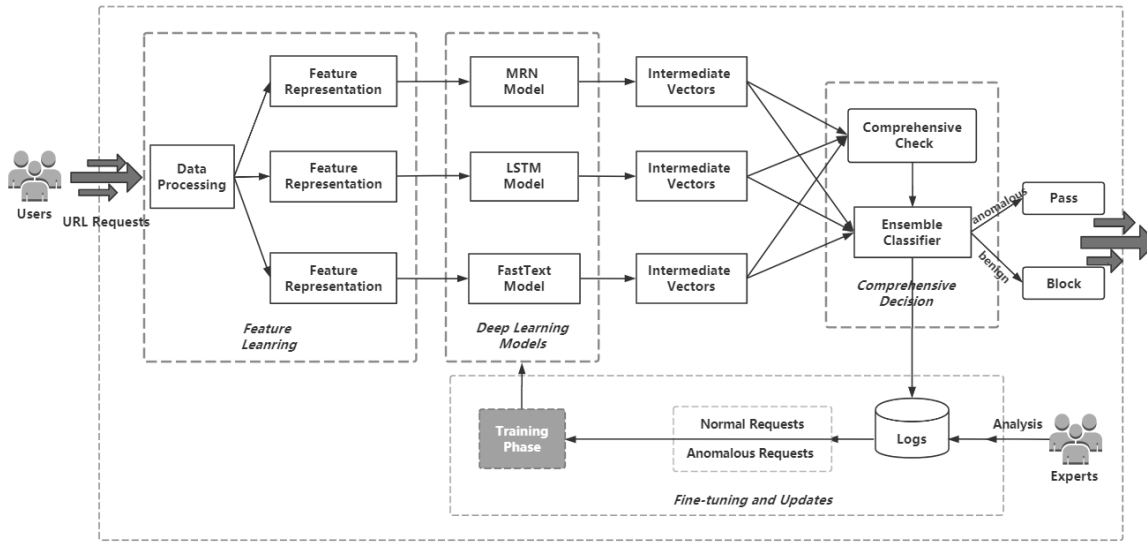 Users
URL Requests
Data
Processing
Feature
Representation
Feature
Representation
Feature
Representation
Feature
Leanring
MRN
Model
LSTM
Model
FastText
Model
Deep Learning
Models
Intermediate
Vectors
Intermediate
Vectors
Intermediate
Vectors
Comprehensive
Check
Ensemble
Classifier
Comprehensive
Decision
anomalous
benign
Pass
Block
Training
Phase
Normal Requests
Anomalous Requests
Logs
Analysis
Experts
Fine-tuning and Updates